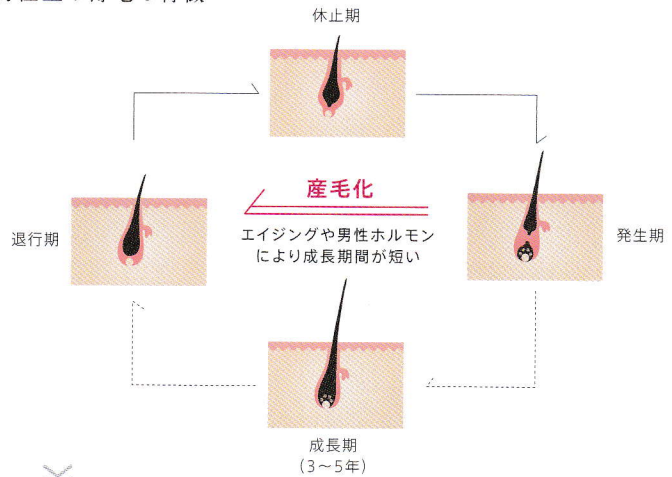 休止期
産毛化
エイジングや男性ホルモン
により成長期間が短い
退行期
発生期
成長期
(3〜5年)